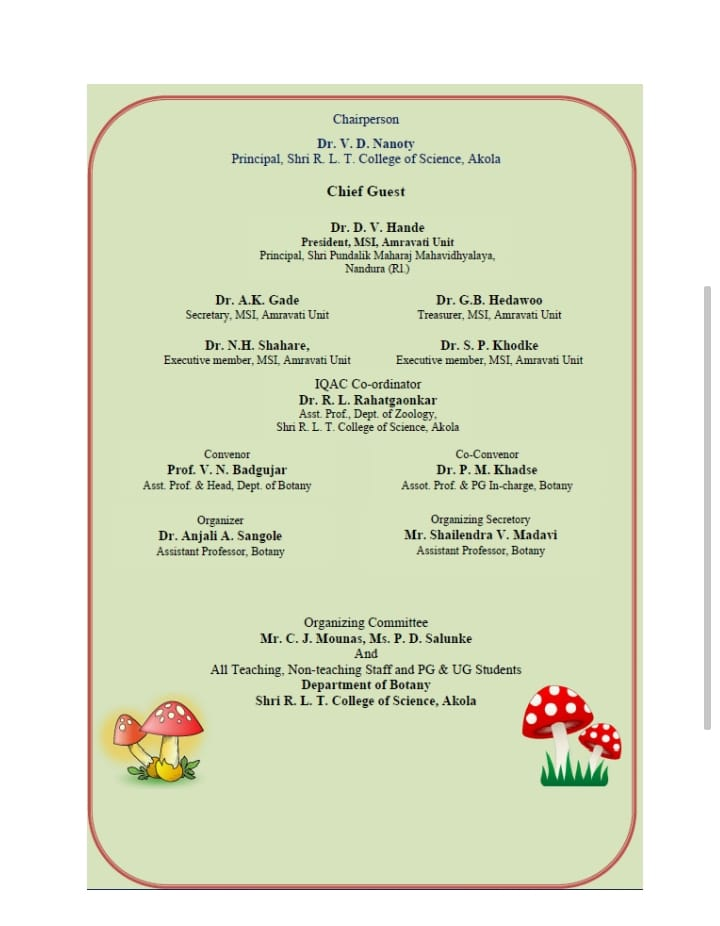 Chairperson
Dr. V. D. Nanoty
Principal, Shri R. L. T. College of Science, Akola
Chief Guest
Dr. D. V. Hande
President, MSI, Amravati Unit
Principal, Shri Pundalik Maharaj Mahavidhyalaya,
Nandura (Rl.)
Dr. A.K. Gade
Secretary, MSI, Amravati Unit
Dr. G.B. Hedawoo
Treasurer, MSI, Amravati Unit
Dr. N.H. Shahare,
Executive member, MSI, Amravati Unit
Dr. S. P. Khodke
Executive member, MSI, Amravati Unit
IQAC Co-ordinator
Dr. R. L. Rahatgaonkar
Asst. Prof., Dept. of Zoology,
Shri R. L. T. College of Science, Akola
Convenor
Prof. V. N. Badgujar
Asst. Prof. & Head, Dept. of Botany
Co-Convenor
Dr. P. M. Khadse
Assot. Prof. & PG In-charge, Botany
Organizer
Dr. Anjali A. Sangole
Assistant Professor, Botany
Organizing Secretary
Mr. Shailendra V. Madavi
Assistant Professor, Botany
Organizing Committee
Mr. C. J. Mounas, Ms. P. D. Salunke
And
All Teaching, Non-teaching Staff and PG & UG Students
Department of Botany
Shri R. L. T. College of Science, Akola